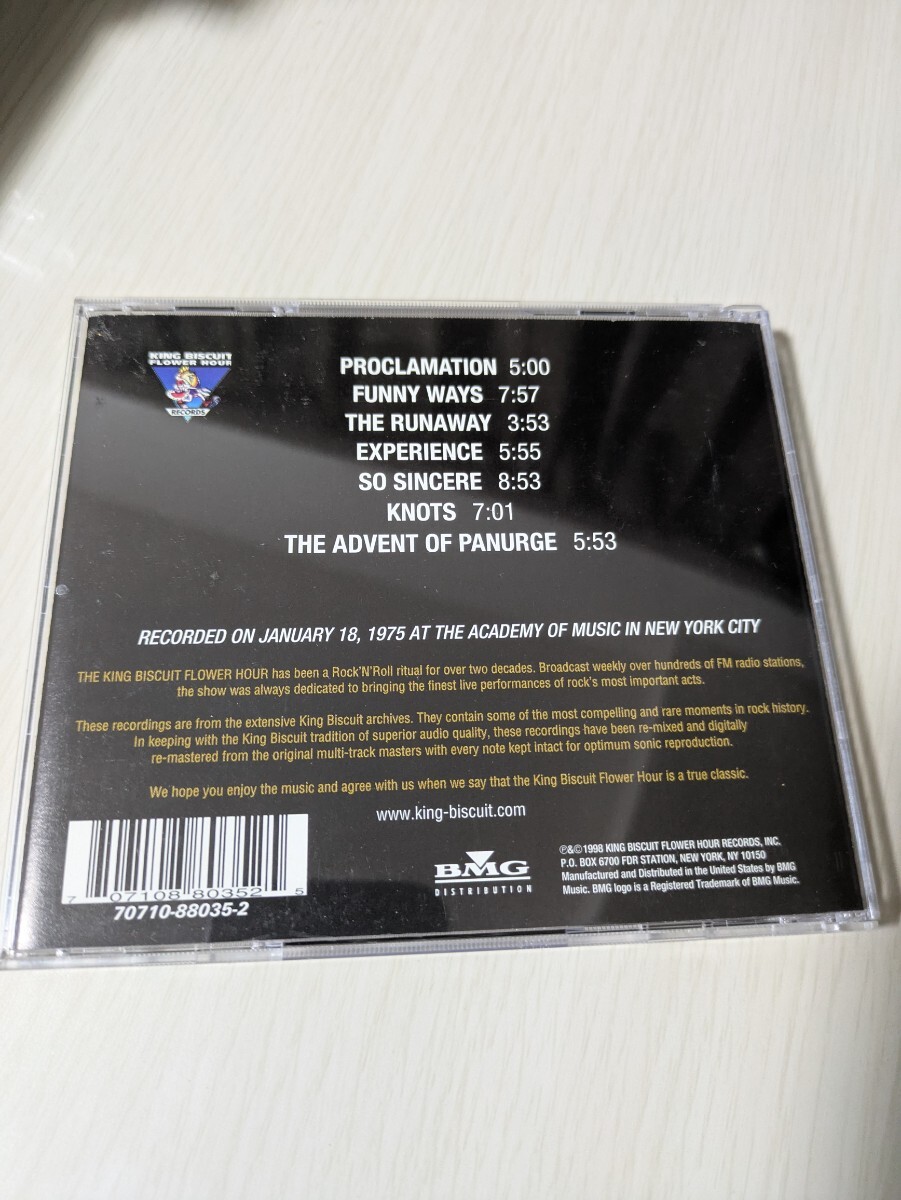 KING BISCUIT
FLOWER HOUR
RECORDS
PROCLAMATION 5:00
FUNNY WAYS 7:57
THE RUNAWAY 3:53
EXPERIENCE 5:55
SO SINCERE 8:53
KNOTS 7:01
THE ADVENT OF PANURGE 5:53
RECORDED ON JANUARY 18, 1975 AT THE ACADEMY OF MUSIC IN NEW YORK CITY
THE KING BISCUIT FLOWER HOUR has been a Rock'N'Roll ritual for over two decades. Broadcast weekly over hundreds of FM radio stations,
the show was always dedicated to bringing the finest live performances of rock's most important acts.
These recordings are from the extensive King Biscuit archives. They contain some of the most compelling and rare moments in rock history.
In keeping with the King Biscuit tradition of superior audio quality, these recordings have been re-mixed and digitally
re-mastered from the original multi-track masters with every note kept intact for optimum sonic reproduction.
We hope you enjoy the music and agree with us when we say that the King Biscuit Flower Hour is a true classic.
www.king-biscuit.com
7 07108 80352 5
70710-88035-2
BMG
DISTRIBUTION
℗&©1998 KING BISCUIT FLOWER HOUR RECORDS, INC.
P.O. BOX 6700 FDR STATION, NEW YORK, NY 10150
Manufactured and Distributed in the United States by BMG
Music. BMG logo is a Registered Trademark of BMG Music.